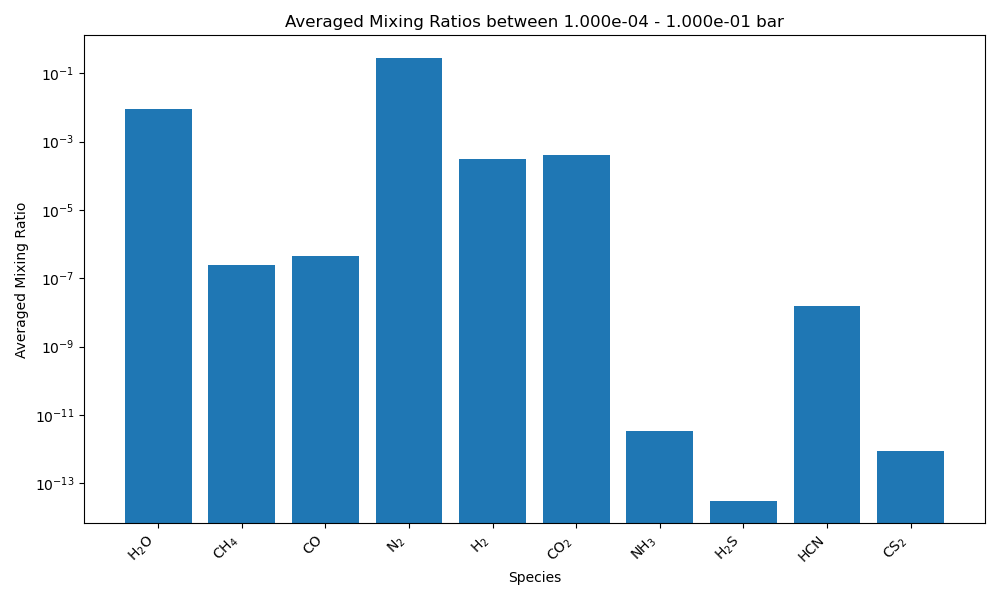 Averaged Mixing Ratios between 1.000e-04 - 1.000e-01 bar
Averaged Mixing Ratio
10⁻¹
10⁻³
10⁻⁵
10⁻⁷
10⁻⁹
10⁻¹¹
10⁻¹³
H₂O
CH₄
CO
N₂
H₂
CO₂
NH₃
H₂S
HCN
CS₂
Species